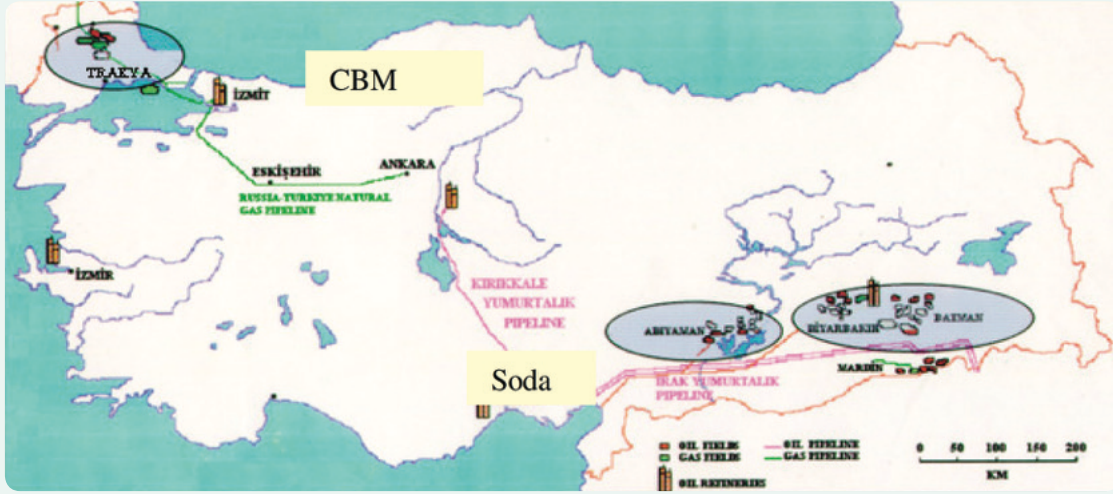 TRAKYA
CBM
İZMİT
ANKARA
ESKİŞEHİR
RUSSIA-TURKIYE NATURAL
GAS PIPELINE
İZMİR
KIRIKKALE
YUMURTALIK
PIPELINE
ADIYAMAN
DİYARBAKIR
BATMAN
Soda
MARDİN
IRAK YUMURTALIK
PIPELINE
OIL FIELDS
OIL PIPELINE
GAS FIELDS
GAS PIPELINE
OIL REFINERIES
0 50 100 150 200
KM